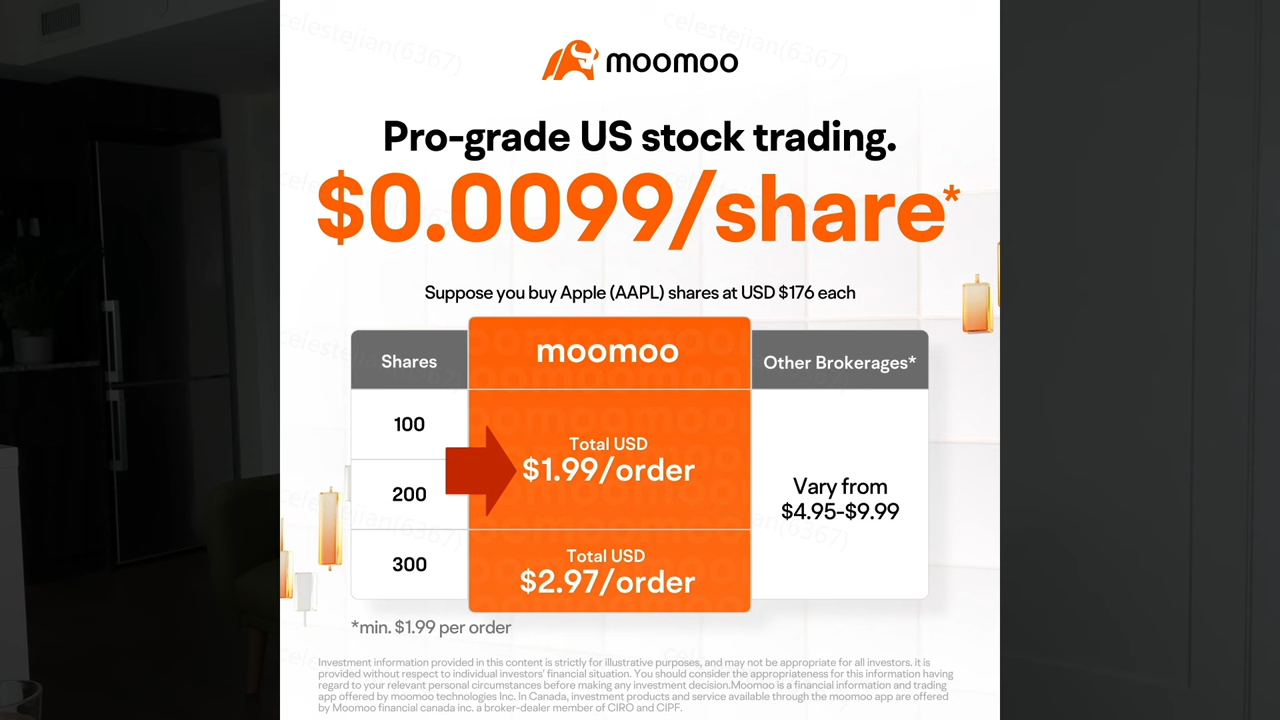 moomoo
Pro-grade US stock trading.
$0.0099/share*
Suppose you buy Apple (AAPL) shares at USD $176 each
Shares
moomoo
Other Brokerages*
100
Total USD
$1.99/order
200
Vary from
$4.95-$9.99
300
Total USD
$2.97/order
*min. $1.99 per order
Investment information provided in this content is strictly for illustrative purposes, and may not be appropriate for all investors. it is
provided without respect to individual investors' financial situation. You should consider the appropriateness for this information having
regard to your relevant personal circumstances before making any investment decision.Moomoo is a financial information and trading
app offered by moomoo technologies Inc. In Canada, investment products and service available through the moomoo app are offered
by Moomoo financial canada inc. a broker-dealer member of CIRO and CIPF.
celestejian(6367)
celestejian(6367)